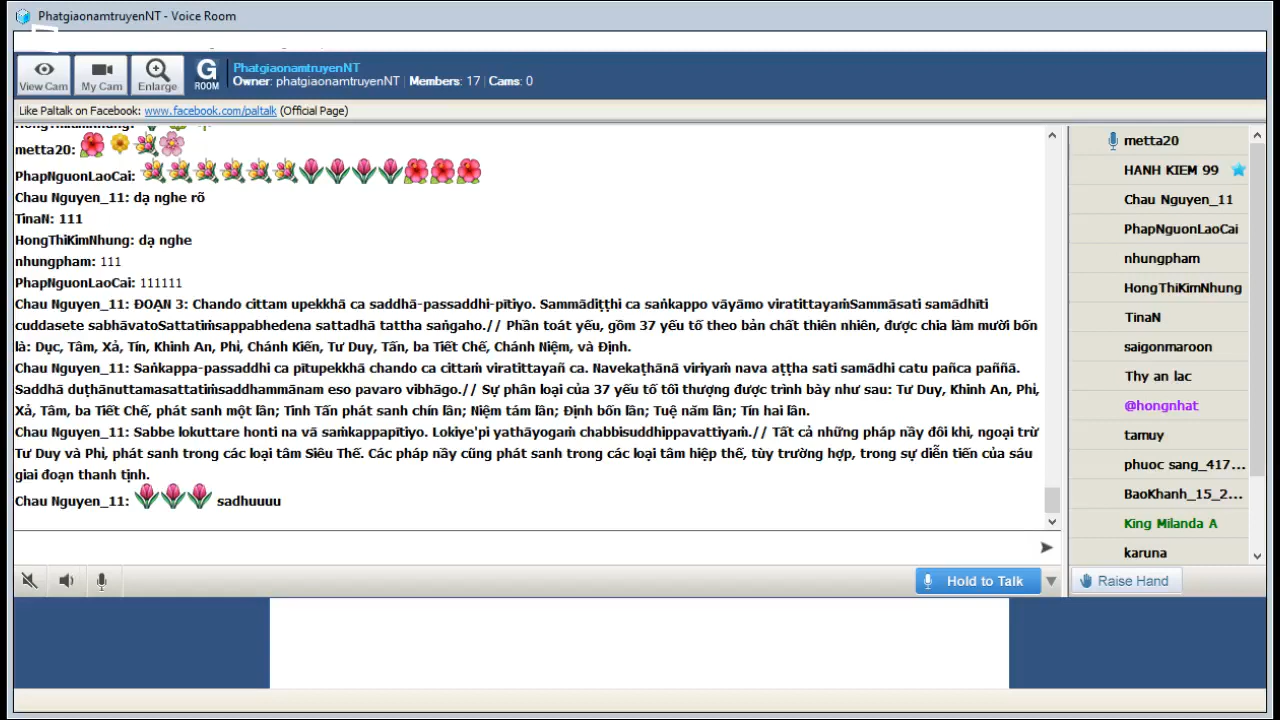 PhatgiaonamtruyenNT - Voice Room
View Cam
My Cam
Enlarge
G
ROOM
PhatgiaonamtruyenNT
Owner: phatgiaonamtruyenNT | Members: 17 | Cams: 0
Like Paltalk on Facebook: www.facebook.com/paltalk (Official Page)
HongThiKimNhung:
metta20:
PhapNguonLaoCai:
Chau Nguyen_11: dạ nghe rõ
TinaN: 111
HongThiKimNhung: dạ nghe
nhungpham: 111
PhapNguonLaoCai: 111111
Chau Nguyen_11: ĐOẠN 3: Chando cittam upekkhā ca saddhā-passaddhi-pītiyo. Sammādiṭṭhi ca saṅkappo vāyāmo viratittayaṁSammāsati samādhīti
cuddasete sabhāvatoSattatiṁsappabhedena sattadhā tattha saṅgaho.// Phần toát yếu, gồm 37 yếu tố theo bản chất thiên nhiên, được chia làm mười bốn
là: Dục, Tâm, Xả, Tín, Khinh An, Phỉ, Chánh Kiến, Tư Duy, Tấn, ba Tiết Chế, Chánh Niệm, và Định.
Chau Nguyen_11: Saṅkappa-passaddhi ca pītupekkhā chando ca cittaṁ viratittayañ ca. Navekaṭhānā viriyaṁ nava aṭṭha sati samādhi catu pañca paññā.
Saddhā duṭhānuttamasattatiṁsaddhammānam eso pavaro vibhāgo.// Sự phân loại của 37 yếu tố tối thượng được trình bày như sau: Tư Duy, Khinh An, Phỉ,
Xả, Tâm, ba Tiết Chế, phát sanh một lần; Tinh Tấn phát sanh chín lần; Niệm tám lần; Định bốn lần; Tuệ năm lần; Tín hai lần.
Chau Nguyen_11: Sabbe lokuttare honti na vā saṁkappapītiyo. Lokiye'pi yathāyogaṁ chabbisuddhippavattiyaṁ.// Tất cả những pháp nầy đôi khi, ngoại trừ
Tư Duy và Phỉ, phát sanh trong các loại tâm Siêu Thế. Các pháp nầy cũng phát sanh trong các loại tâm hiệp thế, tùy trường hợp, trong sự diễn tiến của sáu
giai đoạn thanh tịnh.
Chau Nguyen_11: sadhuuuu
Hold to Talk
metta20
HANH KIEM 99
Chau Nguyen_11
PhapNguonLaoCai
nhungpham
HongThiKimNhung
TinaN
saigonmaroon
Thy an lac
@hongnhat
tamuy
phuoc sang_417...
BaoKhanh_15_2...
King Milanda A
karuna
Raise Hand